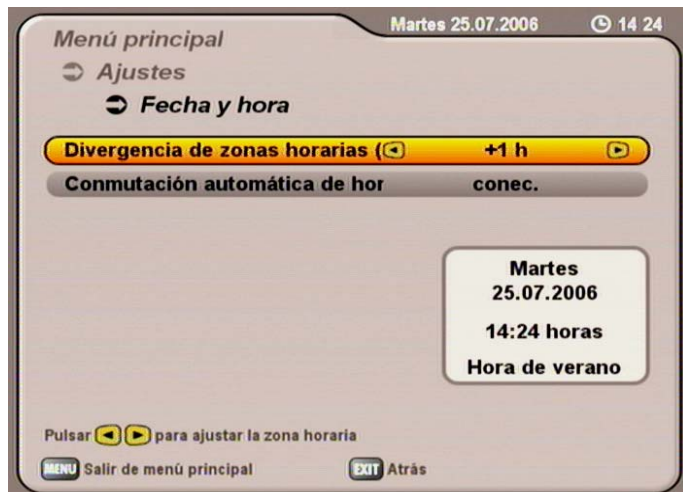 Martes 25.07.2006 14 24
Menú principal
Ajustes
Fecha y hora
Divergencia de zonas horarias ( +1 h
Conmutación automática de hor conec.
Martes
25.07.2006
14:24 horas
Hora de verano
Pulsar para ajustar la zona horaria
MENU Salir de menú principal EXIT Atrás